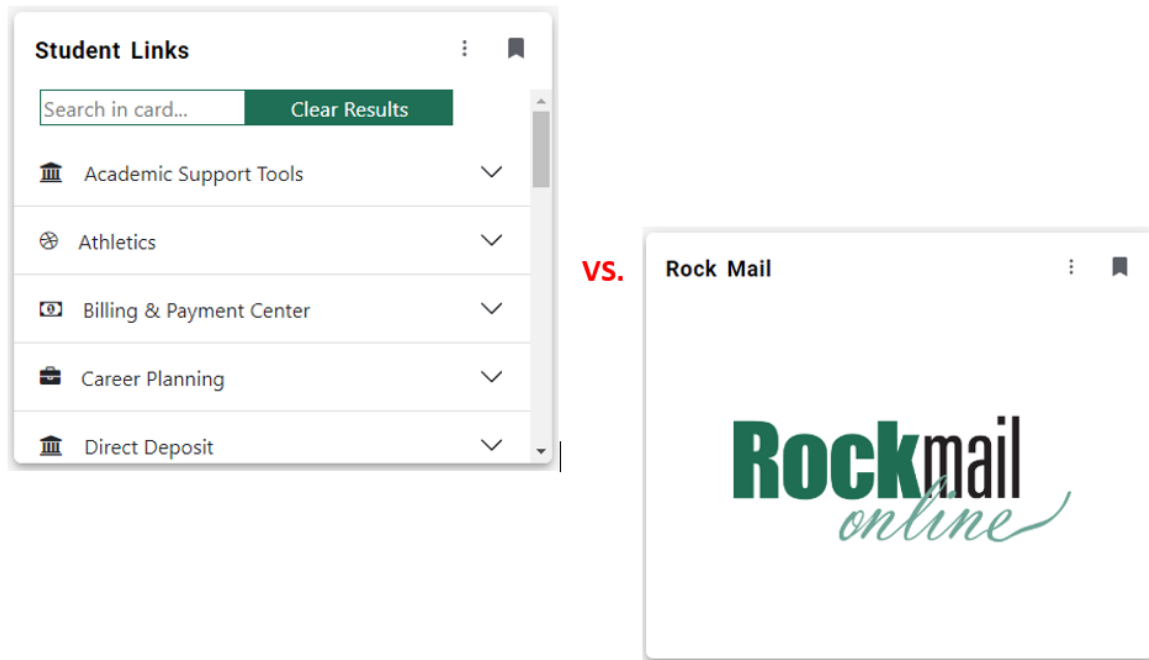 Student Links
Search in card... Clear Results
Academic Support Tools
Athletics
Billing & Payment Center
Career Planning
Direct Deposit
vs.
Rock Mail
Rockmail
online